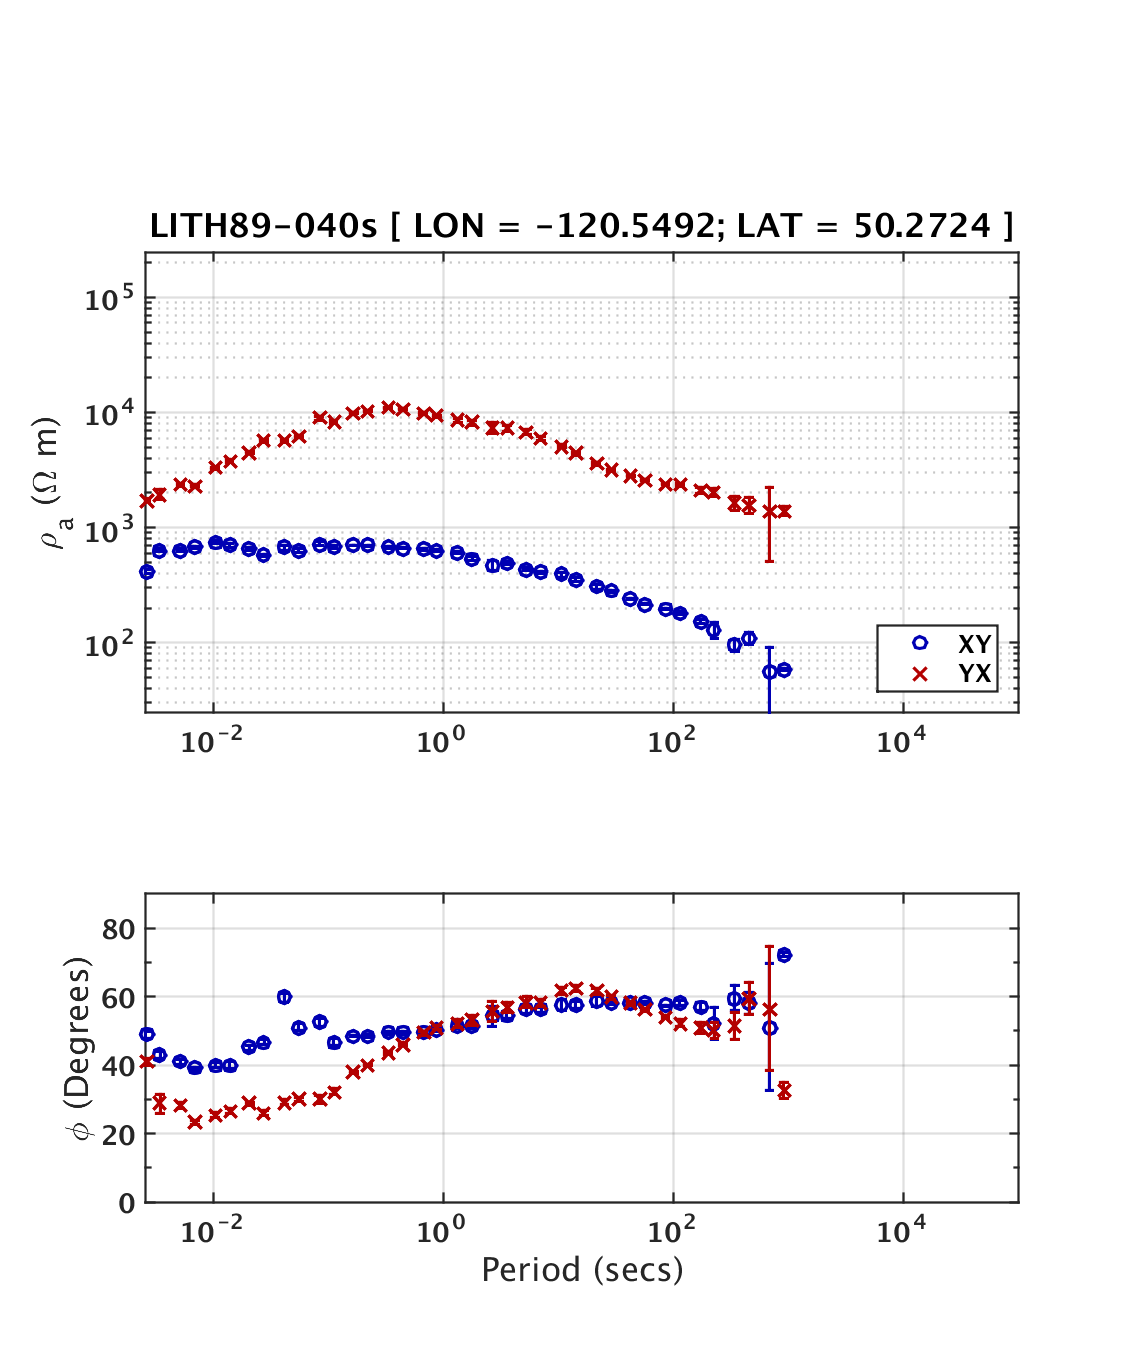 LITH89-040s [ LON = -120.5492; LAT = 50.2724 ]
10^5
10^4
10^3
10^2
ρ_a (Ω m)
XY
YX
10^-2 10^0 10^2 10^4
80
60
40
20
0
ϕ (Degrees)
10^-2 10^0 10^2 10^4
Period (secs)